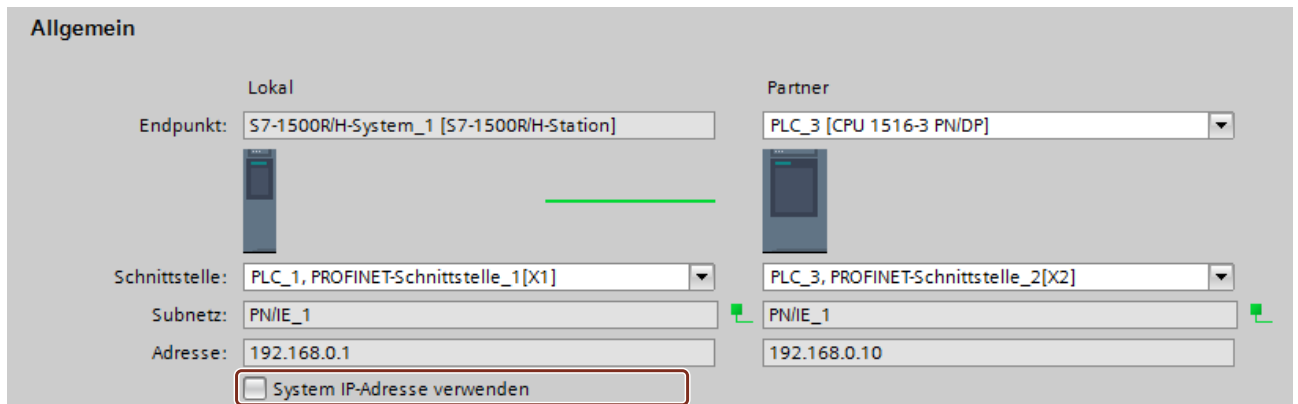 Allgemein
Lokal Partner
Endpunkt: S7-1500R/H-System_1 [S7-1500R/H-Station] PLC_3 [CPU 1516-3 PN/DP]
Schnittstelle: PLC_1, PROFINET-Schnittstelle_1[X1] PLC_3, PROFINET-Schnittstelle_2[X2]
Subnetz: PN/IE_1 PN/IE_1
Adresse: 192.168.0.1 192.168.0.10
System IP-Adresse verwenden